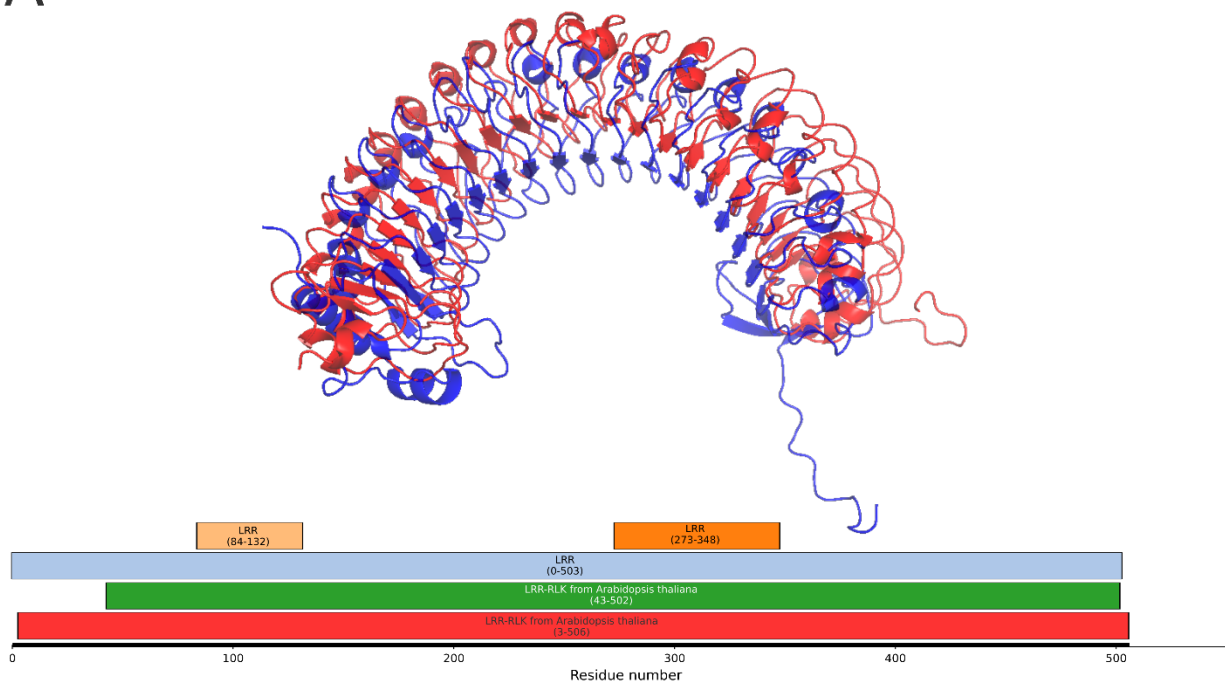 A
LRR
(84-132)
LRR
(273-348)
LRR
(0-503)
LRR-RLK from Arabidopsis thaliana
(43-502)
LRR-RLK from Arabidopsis thaliana
(3-506)
0 100 200 300 400 500
Residue number